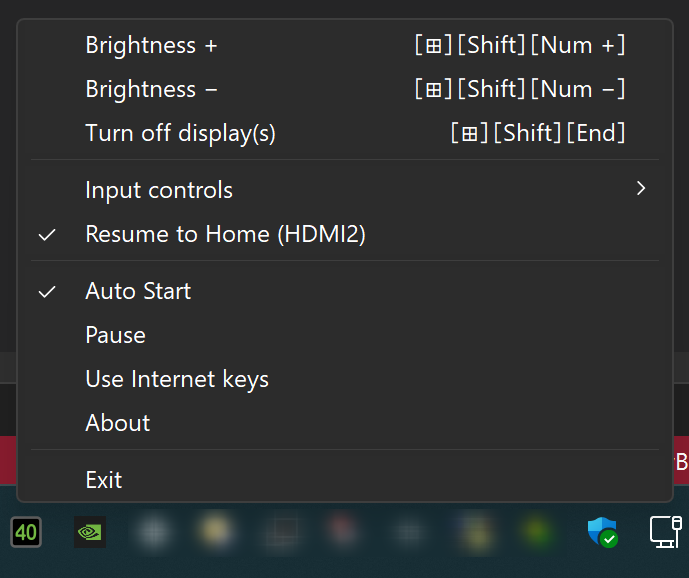 Brightness + [⊞][Shift][Num +]
Brightness − [⊞][Shift][Num −]
Turn off display(s) [⊞][Shift][End]
Input controls
Resume to Home (HDMI2)
Auto Start
Pause
Use Internet keys
About
Exit
B
40